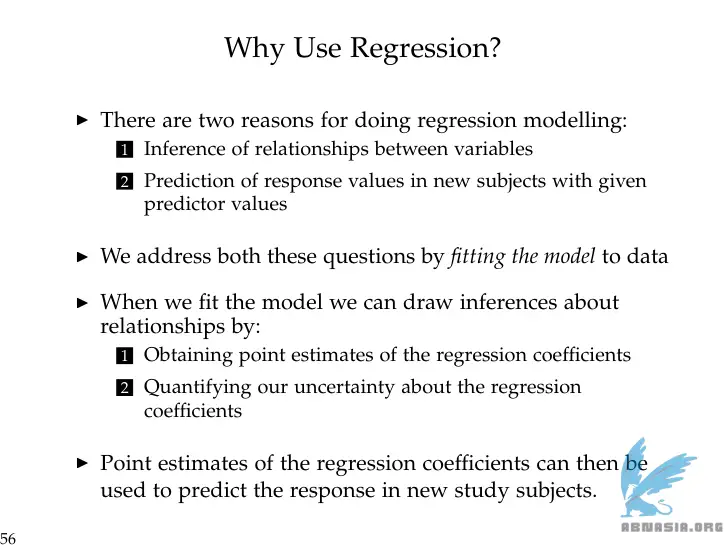 Why Use Regression?
▶ There are two reasons for doing regression modelling:
1 Inference of relationships between variables
2 Prediction of response values in new subjects with given
predictor values
▶ We address both these questions by fitting the model to data
▶ When we fit the model we can draw inferences about
relationships by:
1 Obtaining point estimates of the regression coefficients
2 Quantifying our uncertainty about the regression
coefficients
▶ Point estimates of the regression coefficients can then be
used to predict the response in new study subjects.
ABMASIA.ORG
56